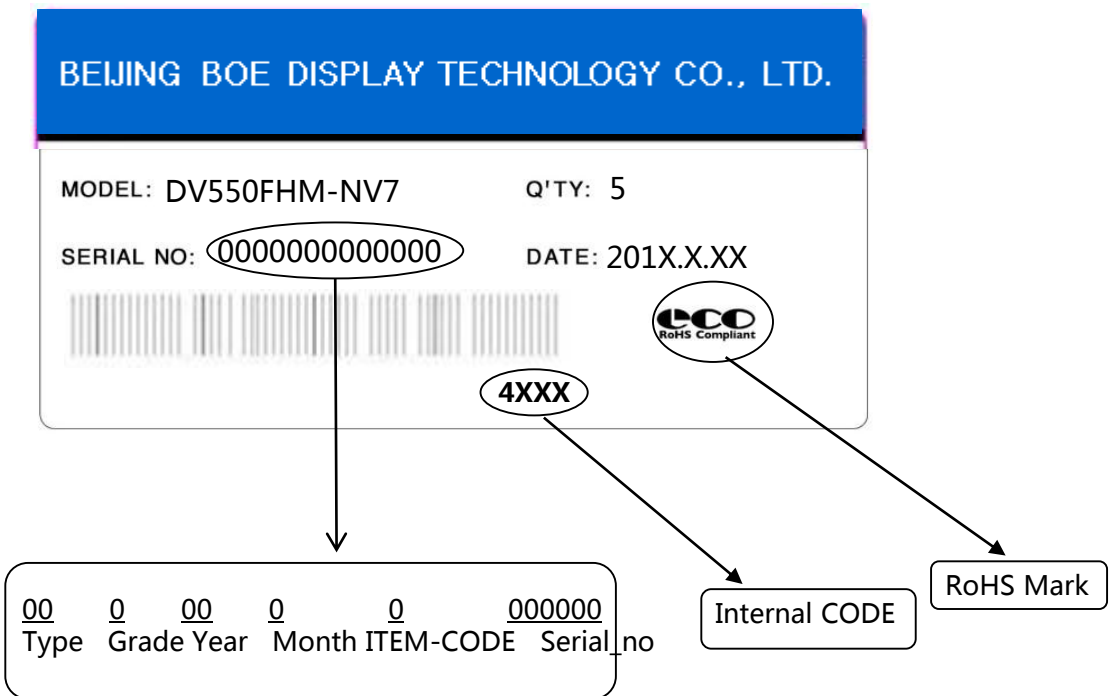 BEIJING BOE DISPLAY TECHNOLOGY CO., LTD.
MODEL: DV550FHM-NV7 Q'TY: 5
SERIAL NO: 0000000000000 DATE: 201X.X.XX
eco
RoHS Compliant
4XXX
RoHS Mark
Internal CODE
00 0 00 0 0 000000
Type Grade Year Month ITEM-CODE Serial_no